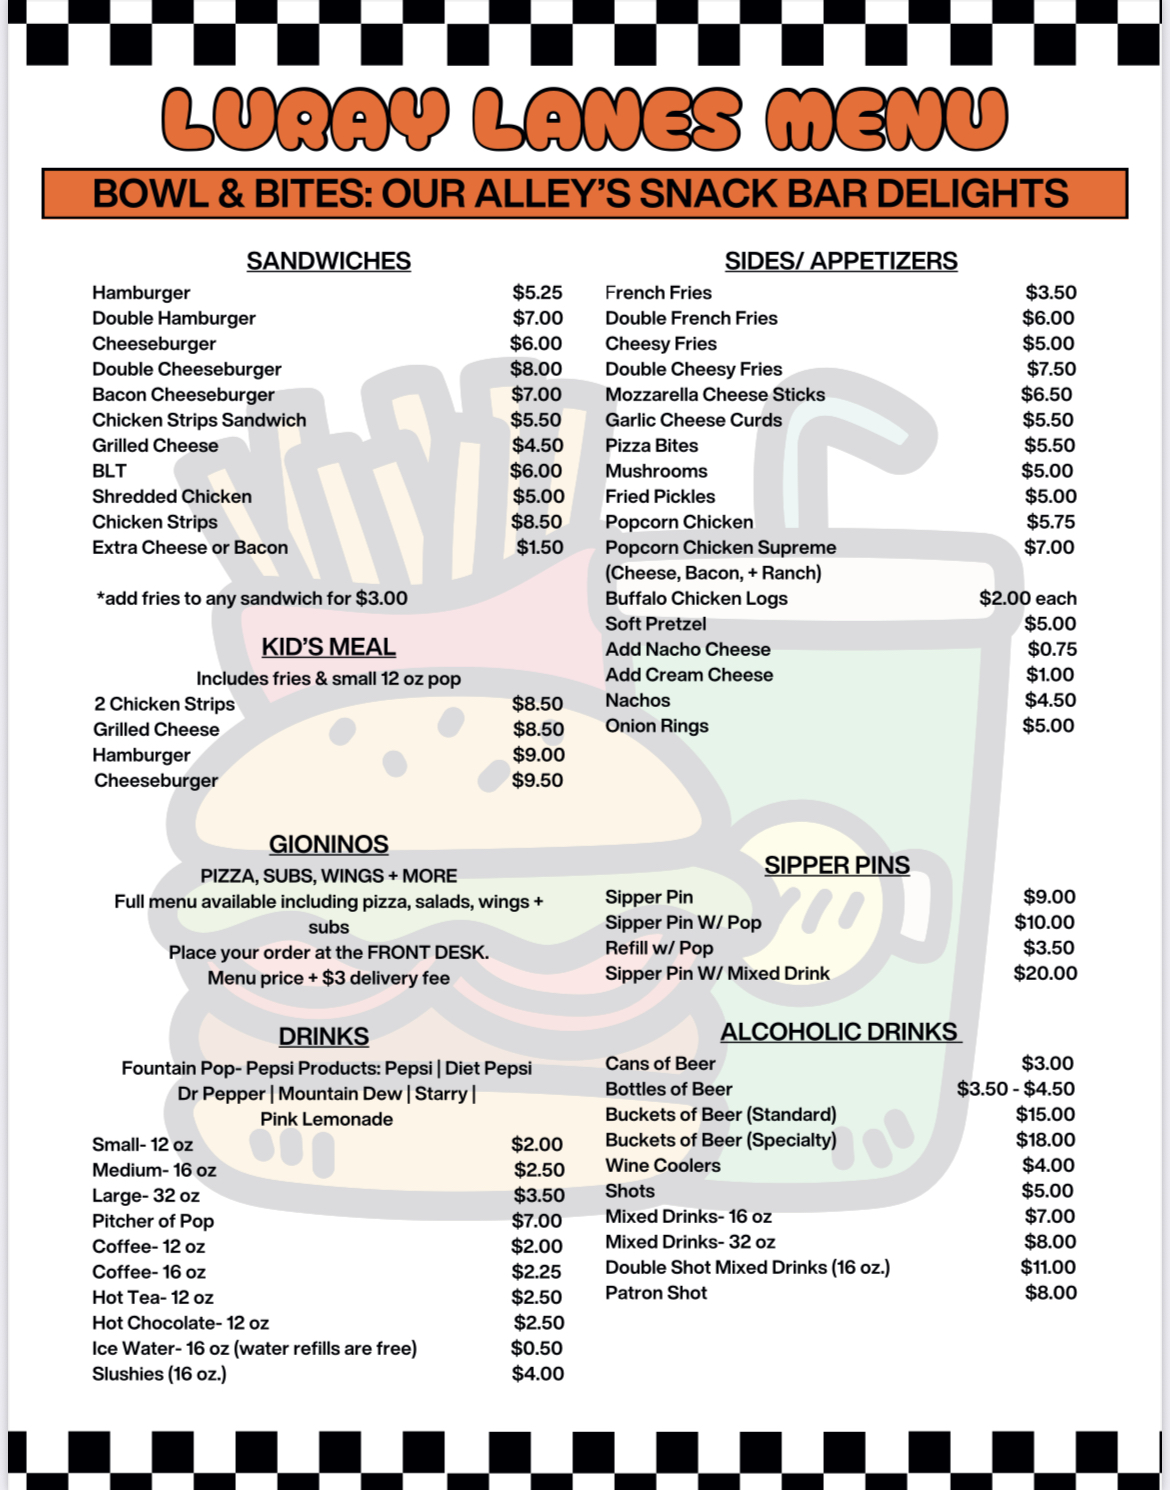 LURAY LANES MENU
BOWL & BITES: OUR ALLEY'S SNACK BAR DELIGHTS
SANDWICHES
Hamburger $5.25
Double Hamburger $7.00
Cheeseburger $6.00
Double Cheeseburger $8.00
Bacon Cheeseburger $7.00
Chicken Strips Sandwich $5.50
Grilled Cheese $4.50
BLT $6.00
Shredded Chicken $5.00
Chicken Strips $8.50
Extra Cheese or Bacon $1.50
*add fries to any sandwich for $3.00
KID'S MEAL
Includes fries & small 12 oz pop
2 Chicken Strips $8.50
Grilled Cheese $8.50
Hamburger $9.00
Cheeseburger $9.50
GIONINOS
PIZZA, SUBS, WINGS + MORE
Full menu available including pizza, salads, wings +
subs
Place your order at the FRONT DESK.
Menu price + $3 delivery fee
DRINKS
Fountain Pop- Pepsi Products: Pepsi | Diet Pepsi
Dr Pepper | Mountain Dew | Starry |
Pink Lemonade
Small- 12 oz $2.00
Medium- 16 oz $2.50
Large- 32 oz $3.50
Pitcher of Pop $7.00
Coffee- 12 oz $2.00
Coffee- 16 oz $2.25
Hot Tea- 12 oz $2.50
Hot Chocolate- 12 oz $2.50
Ice Water- 16 oz (water refills are free) $0.50
Slushies (16 oz.) $4.00
SIDES/ APPETIZERS
French Fries $3.50
Double French Fries $6.00
Cheesy Fries $5.00
Double Cheesy Fries $7.50
Mozzarella Cheese Sticks $6.50
Garlic Cheese Curds $5.50
Pizza Bites $5.50
Mushrooms $5.00
Fried Pickles $5.00
Popcorn Chicken $5.75
Popcorn Chicken Supreme $7.00
(Cheese, Bacon, + Ranch)
Buffalo Chicken Logs $2.00 each
Soft Pretzel $5.00
Add Nacho Cheese $0.75
Add Cream Cheese $1.00
Nachos $4.50
Onion Rings $5.00
SIPPER PINS
Sipper Pin $9.00
Sipper Pin W/ Pop $10.00
Refill w/ Pop $3.50
Sipper Pin W/ Mixed Drink $20.00
ALCOHOLIC DRINKS
Cans of Beer $3.00
Bottles of Beer $3.50 - $4.50
Buckets of Beer (Standard) $15.00
Buckets of Beer (Specialty) $18.00
Wine Coolers $4.00
Shots $5.00
Mixed Drinks- 16 oz $7.00
Mixed Drinks- 32 oz $8.00
Double Shot Mixed Drinks (16 oz.) $11.00
Patron Shot $8.00